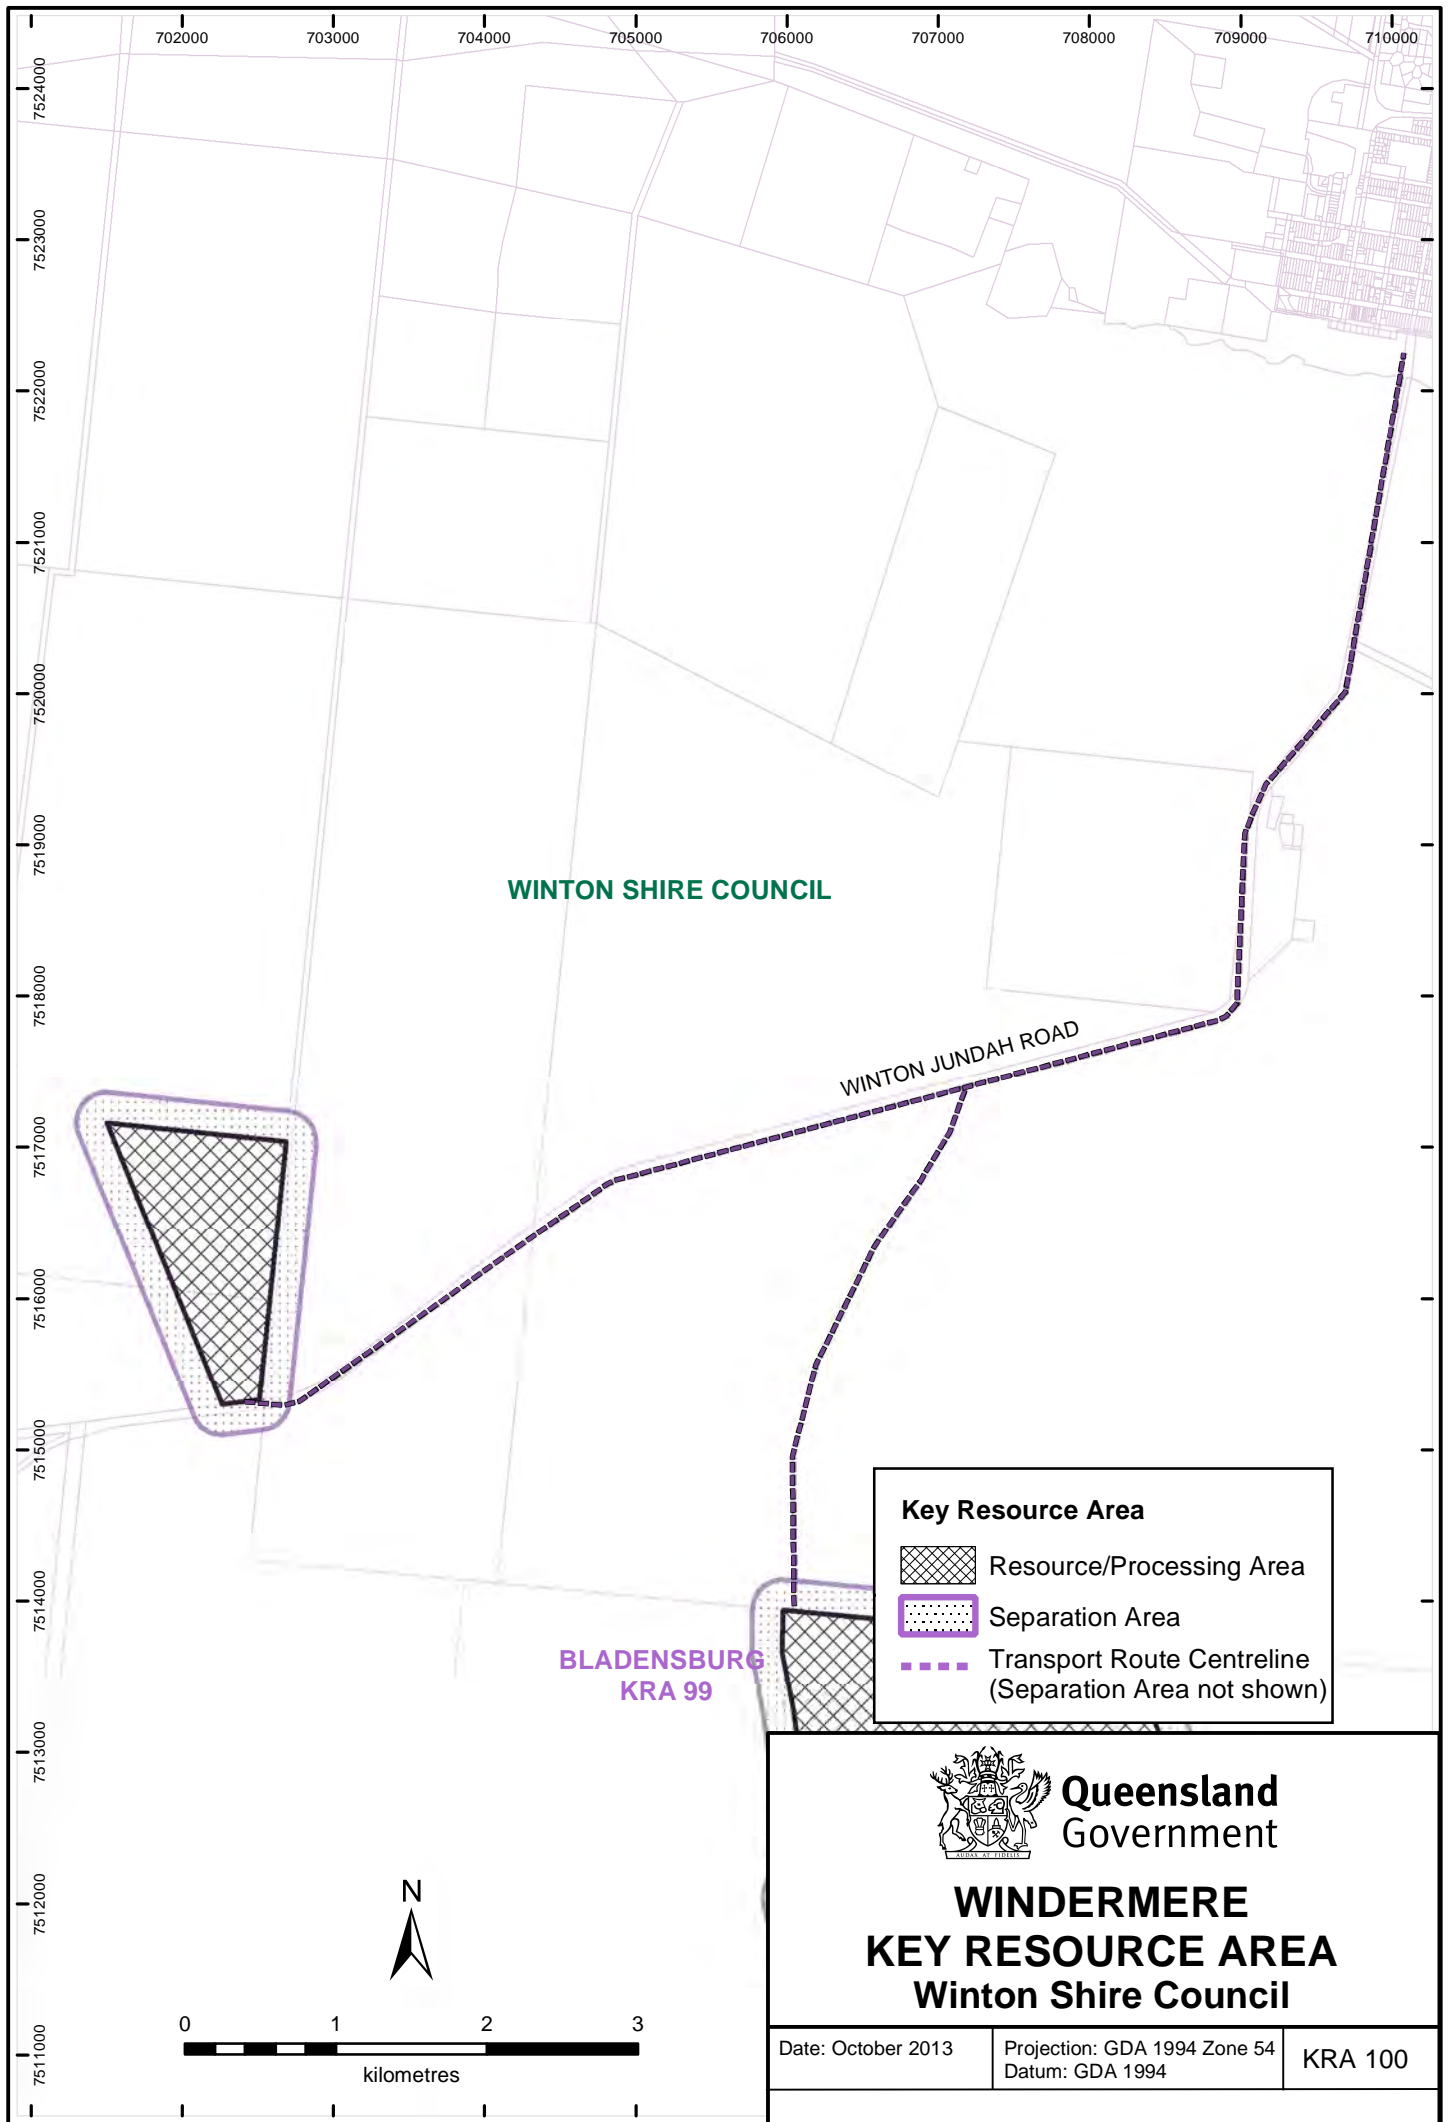 702000
703000
704000
705000
706000
707000
708000
709000
710000
7524000
7523000
7522000
7521000
7520000
7519000
7518000
7517000
7516000
7515000
7514000
7513000
7512000
7511000
WINTON SHIRE COUNCIL
WINTON JUNDAH ROAD
BLADENSBURG
KRA 99
Key Resource Area
Resource/Processing Area
Separation Area
Transport Route Centreline
(Separation Area not shown)
N
0 1 2 3
kilometres
AUDAX AT FIDELIS
Queensland
Government
WINDERMERE
KEY RESOURCE AREA
Winton Shire Council
Date: October 2013
Projection: GDA 1994 Zone 54
Datum: GDA 1994
KRA 100